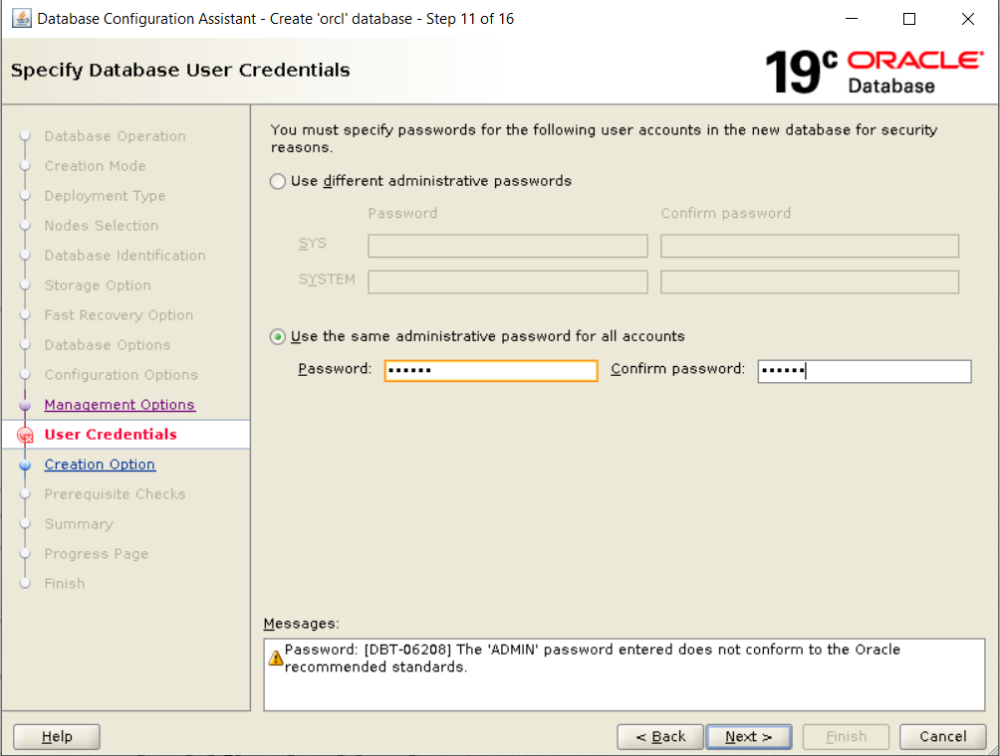 Database Configuration Assistant - Create 'orcl' database - Step 11 of 16
Specify Database User Credentials
19c ORACLE
Database
Database Operation
Creation Mode
Deployment Type
Nodes Selection
Database Identification
Storage Option
Fast Recovery Option
Database Options
Configuration Options
Management Options
User Credentials
Creation Option
Prerequisite Checks
Summary
Progress Page
Finish
You must specify passwords for the following user accounts in the new database for security
reasons.
Use different administrative passwords
Password Confirm password
SYS
SYSTEM
Use the same administrative password for all accounts
Password: •••••• Confirm password: ••••••
Messages:
Password: [DBT-06208] The 'ADMIN' password entered does not conform to the Oracle
recommended standards.
Help < Back Next > Finish Cancel